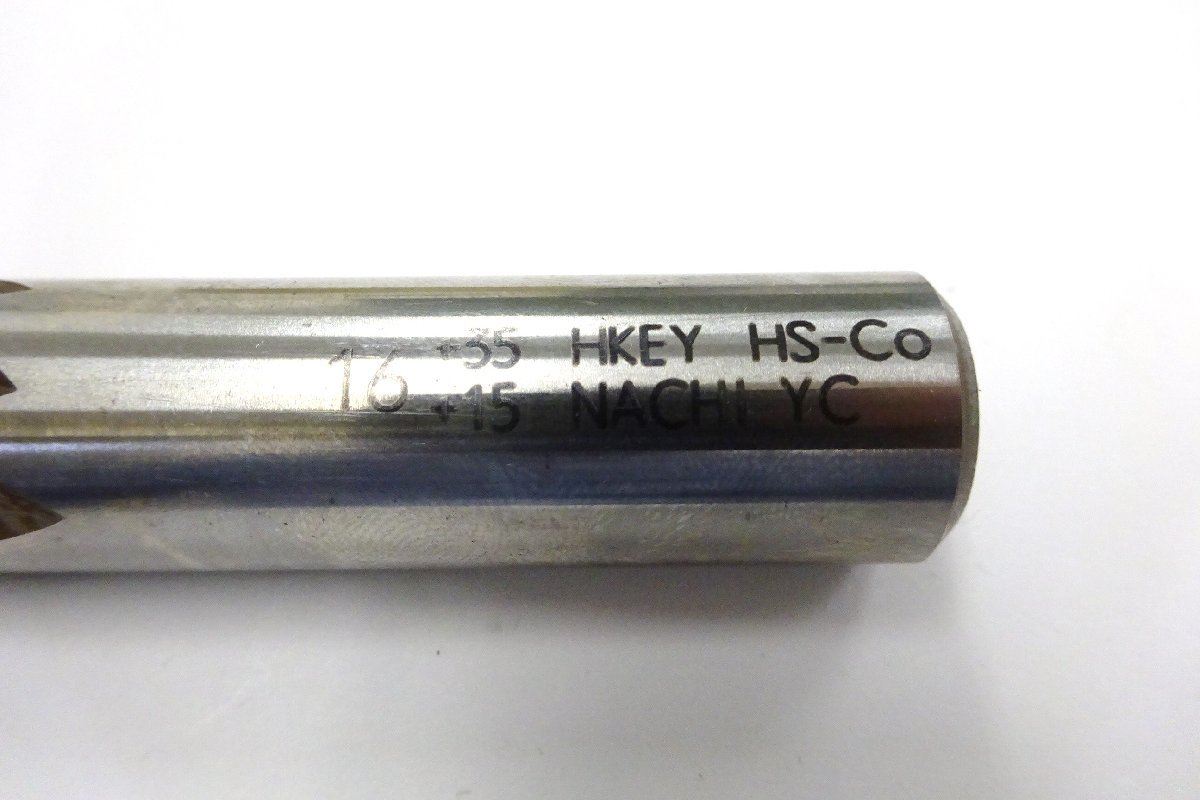 16 +35 HKEY HS-Co
+15 NACHI YC